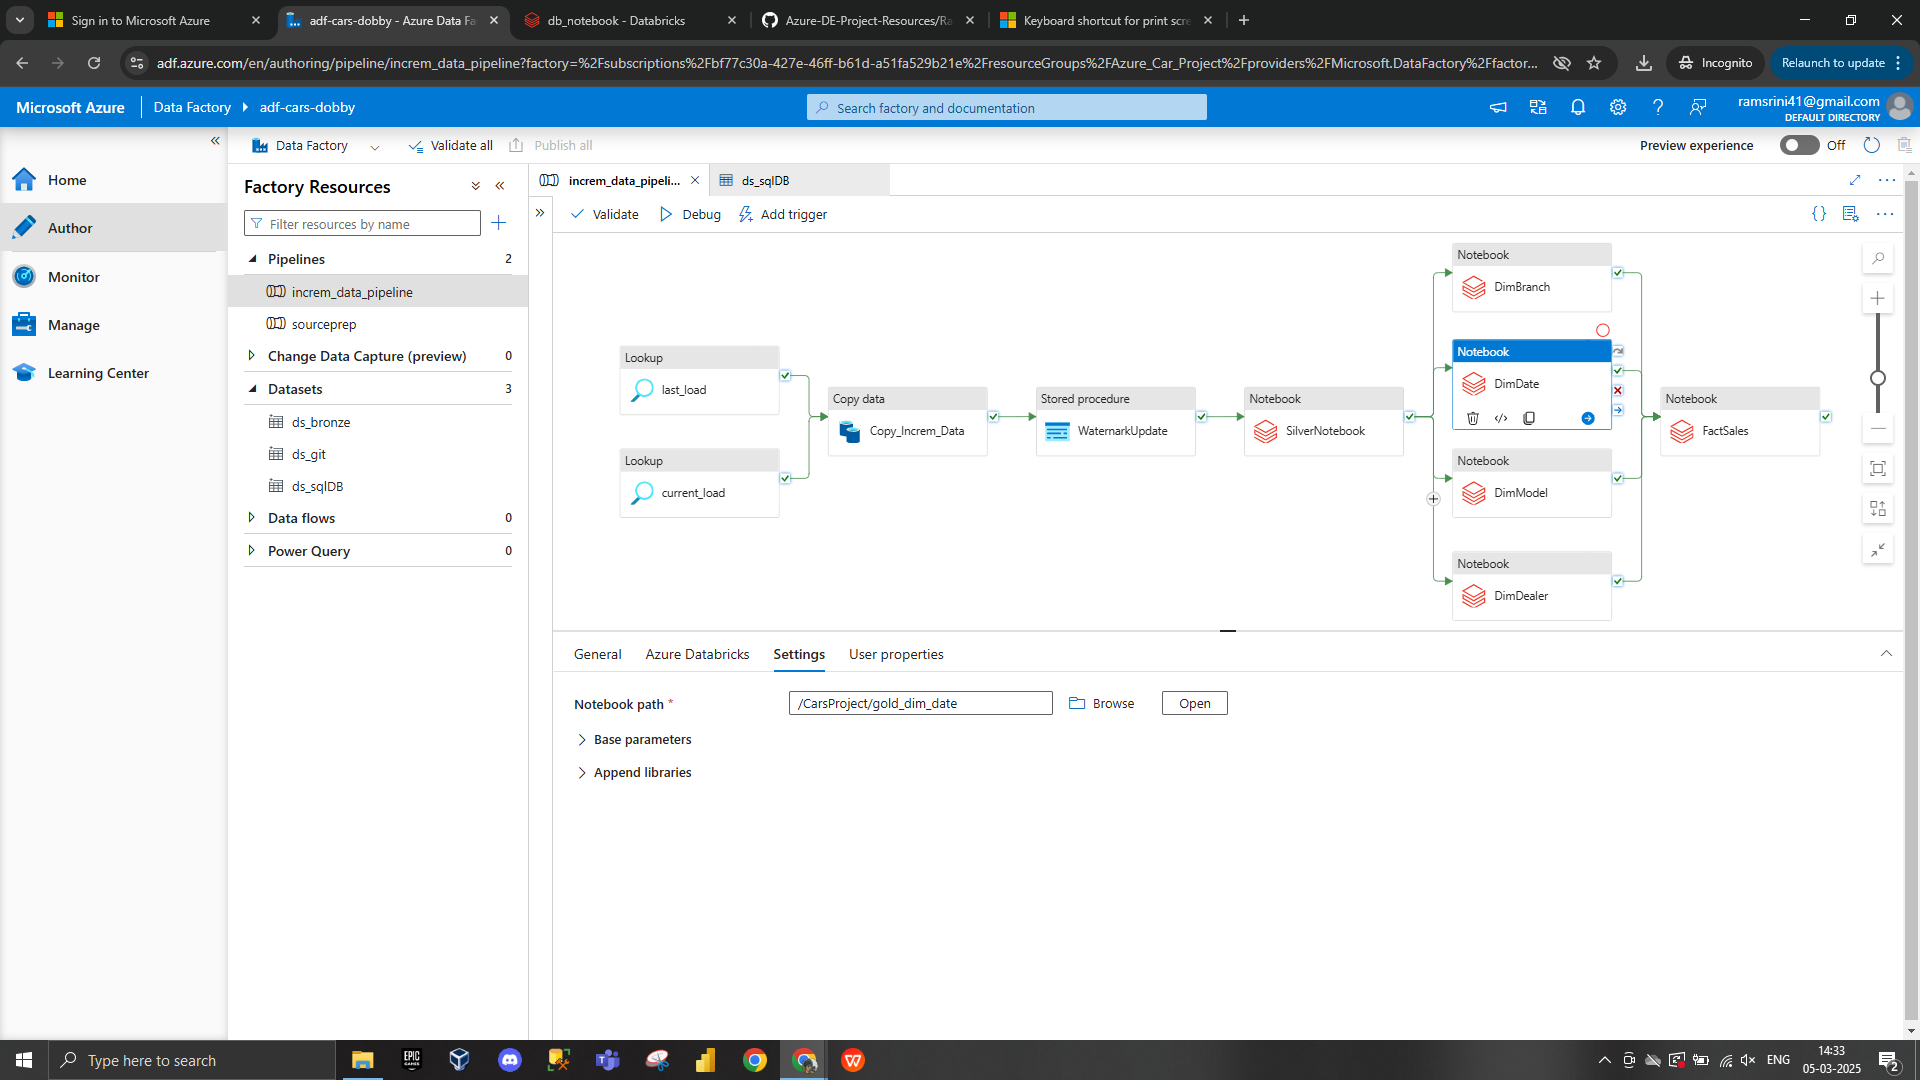 Sign in to Microsoft Azure
adf-cars-dobby - Azure Data Fa
db_notebook - Databricks
Azure-DE-Project-Resources/Ra
Keyboard shortcut for print scre
adf.azure.com/en/authoring/pipeline/increm_data_pipeline?factory=%2Fsubscriptions%2Fbf77c30a-427e-46ff-b61d-a51fa529b21e%2FresourceGroups%2FAzure_Car_Project%2Fproviders%2FMicrosoft.DataFactory%2Ffactor...
Incognito
Relaunch to update
Microsoft Azure
Data Factory
adf-cars-dobby
Search factory and documentation
ramsrini41@gmail.com
DEFAULT DIRECTORY
Data Factory
Validate all
Publish all
Preview experience
Off
Home
Author
Monitor
Manage
Learning Center
Factory Resources
Filter resources by name
Pipelines 2
increm_data_pipeline
sourceprep
Change Data Capture (preview) 0
Datasets 3
ds_bronze
ds_git
ds_sqlDB
Data flows 0
Power Query 0
increm_data_pipeli...
ds_sqlDB
Validate
Debug
Add trigger
Lookup
last_load
Lookup
current_load
Copy data
Copy_Increm_Data
Stored procedure
WaternarkUpdate
Notebook
SilverNotebook
Notebook
DimBranch
Notebook
DimDate
Notebook
DimModel
Notebook
DimDealer
Notebook
FactSales
General
Azure Databricks
Settings
User properties
Notebook path *
/CarsProject/gold_dim_date
Browse
Open
Base parameters
Append libraries
Type here to search
EPIC
GAMES
ENG
14:33
05-03-2025
2